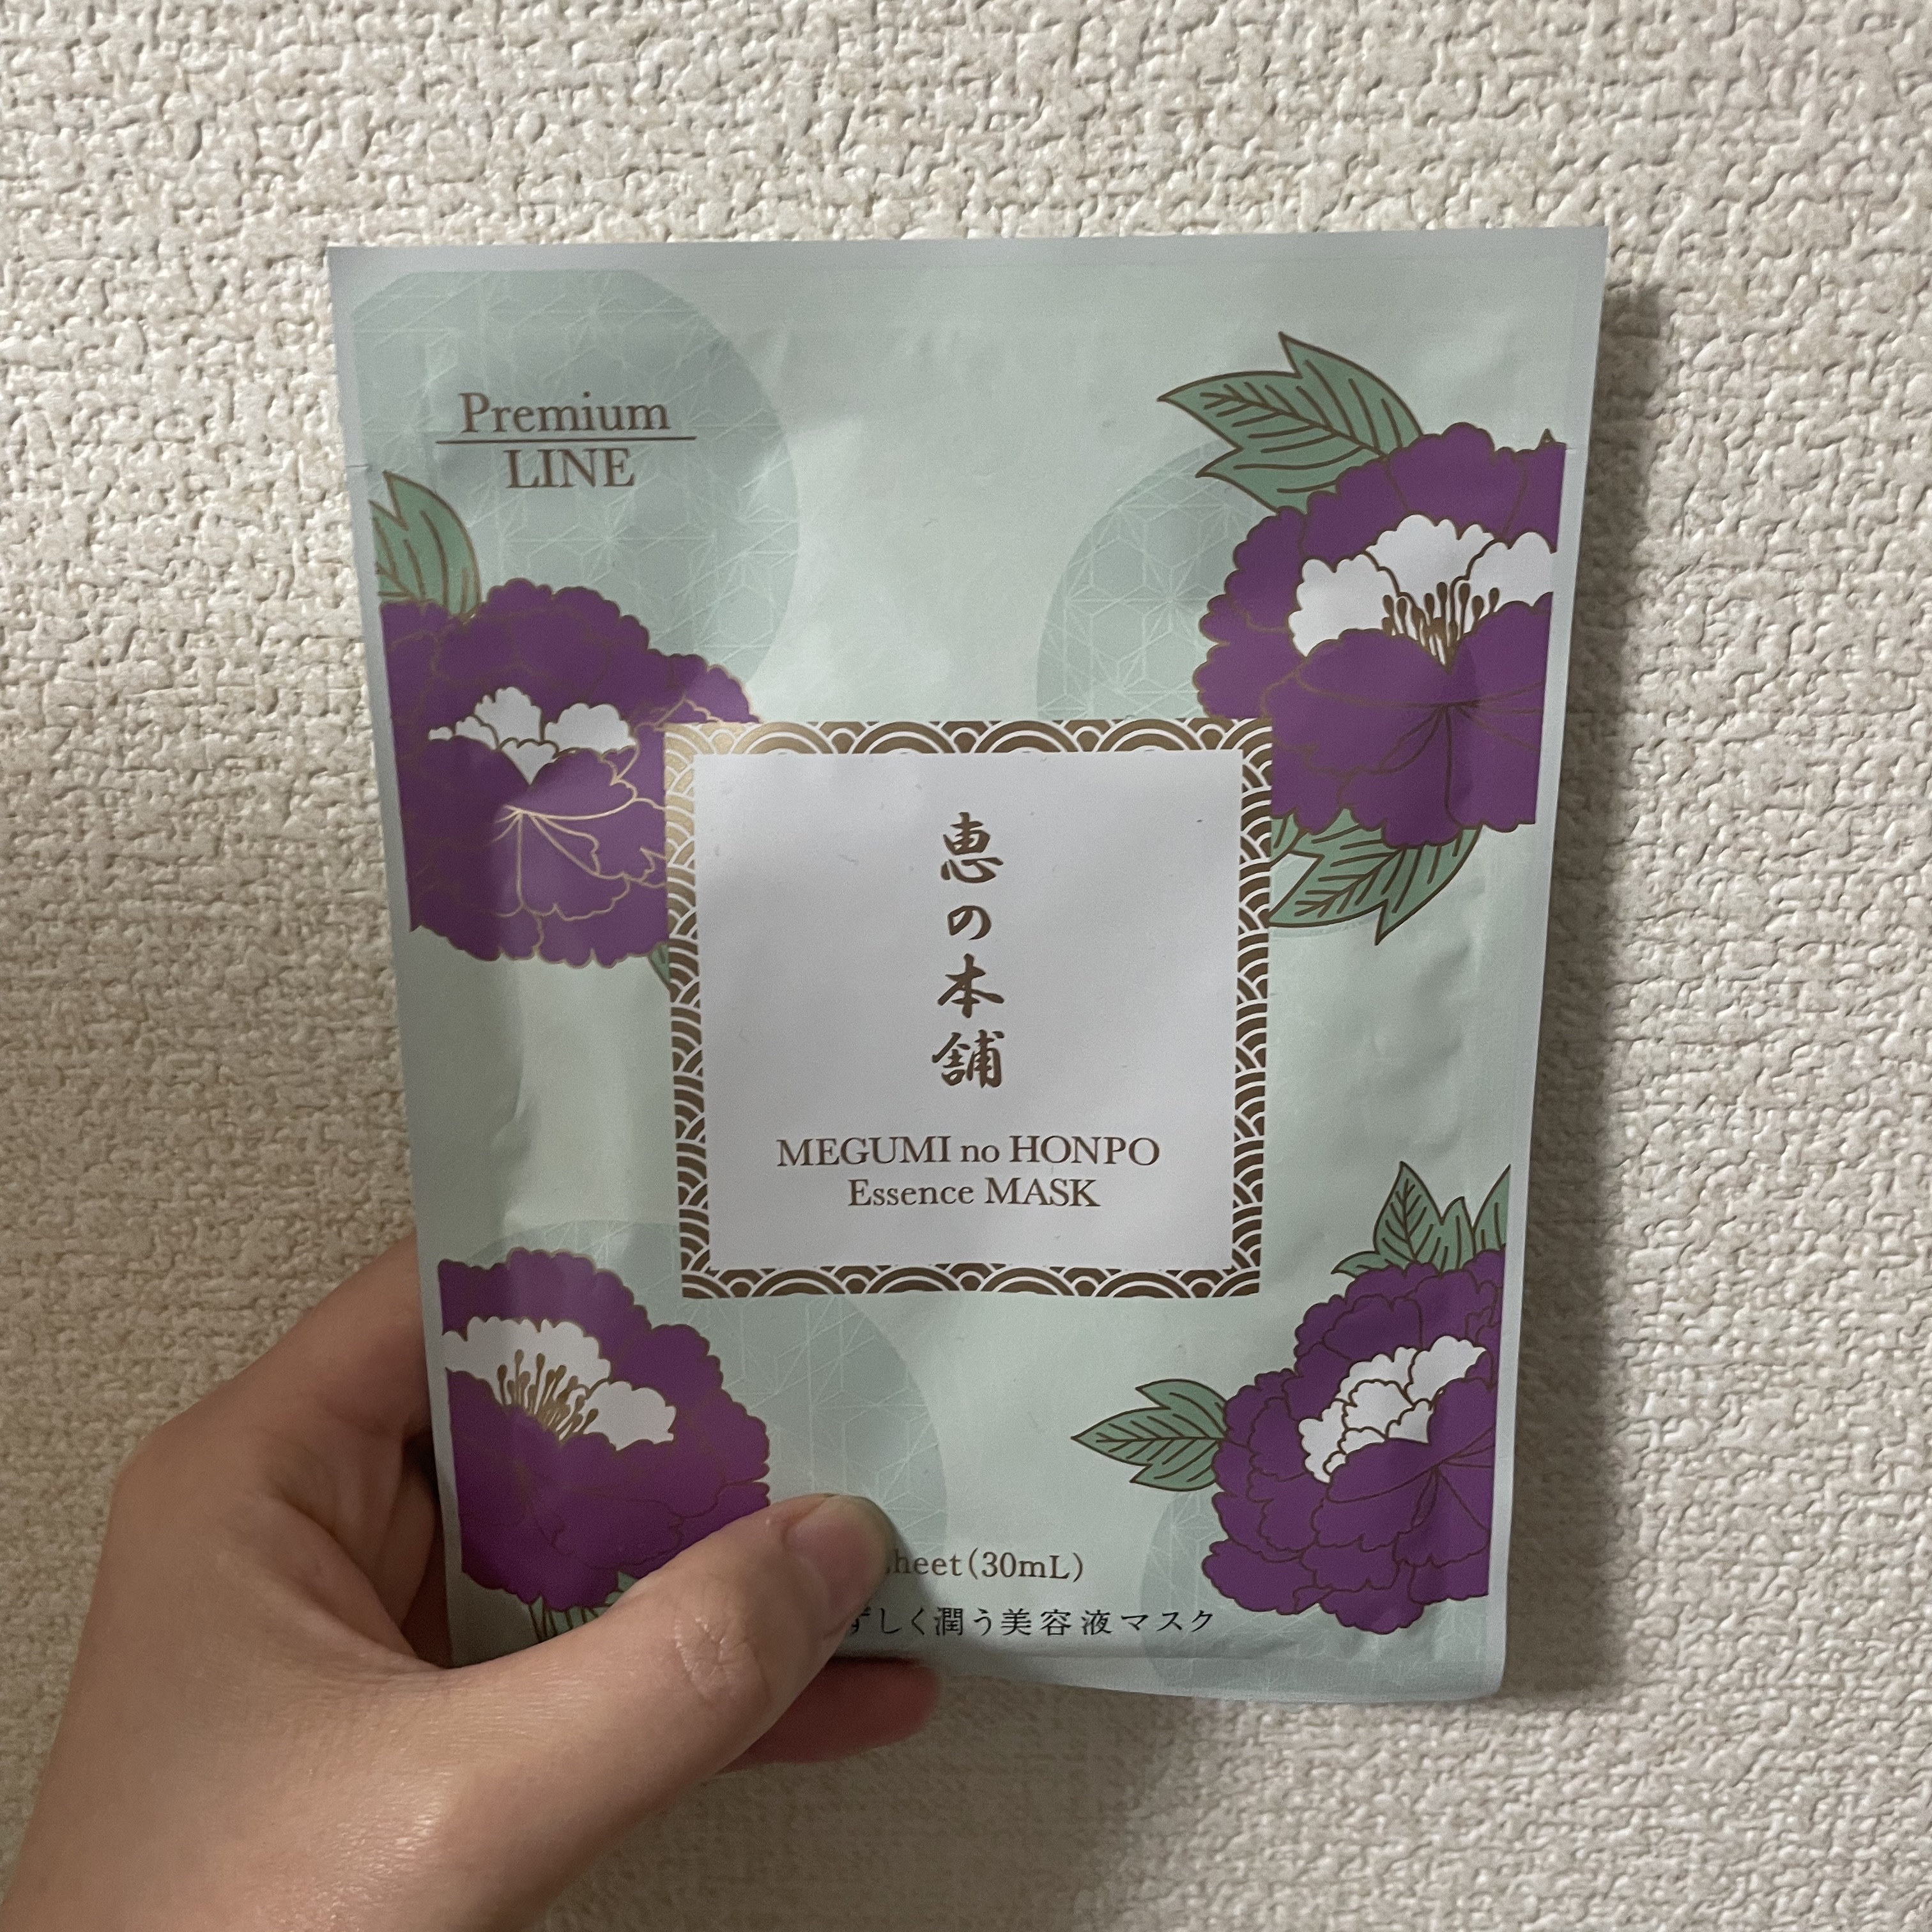 Premium
LINE
恵の本舗
MEGUMI no HONPO
Essence MASK
heet(30mL)
ずしく潤う美容液マスク